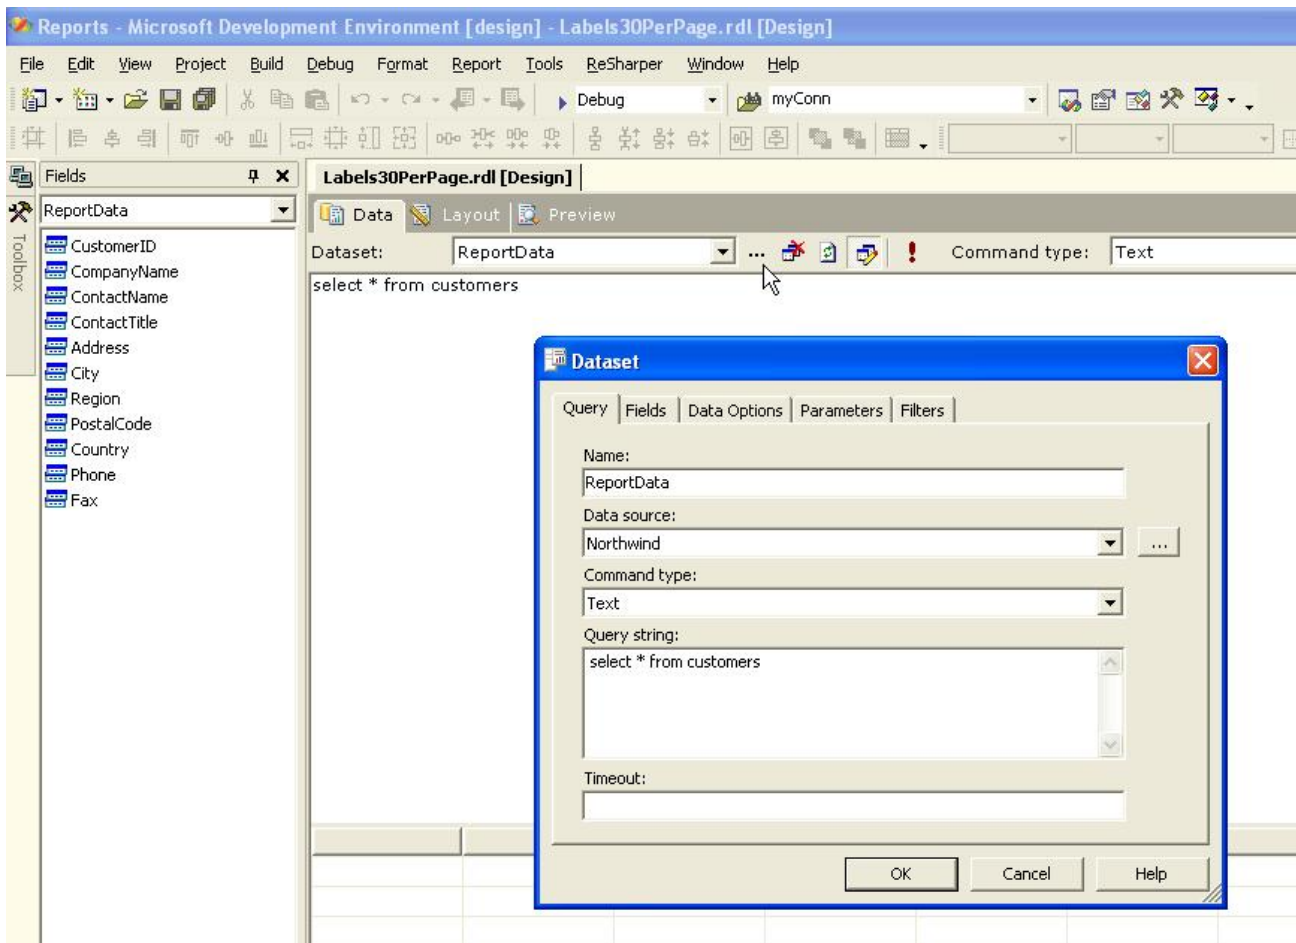 Reports - Microsoft Development Environment [design] - Labels30PerPage.rdl [Design]
File Edit View Project Build Debug Format Report Tools ReSharper Window Help
Debug myConn
Fields
Labels30PerPage.rdl [Design]
ReportData
Data Layout Preview
Toolbox
Dataset: ReportData ... Command type: Text
select * from customers
CustomerID
CompanyName
ContactName
ContactTitle
Address
City
Region
PostalCode
Country
Phone
Fax
Dataset
Query Fields Data Options Parameters Filters
Name:
ReportData
Data source:
Northwind ...
Command type:
Text
Query string:
select * from customers
Timeout:
OK Cancel Help